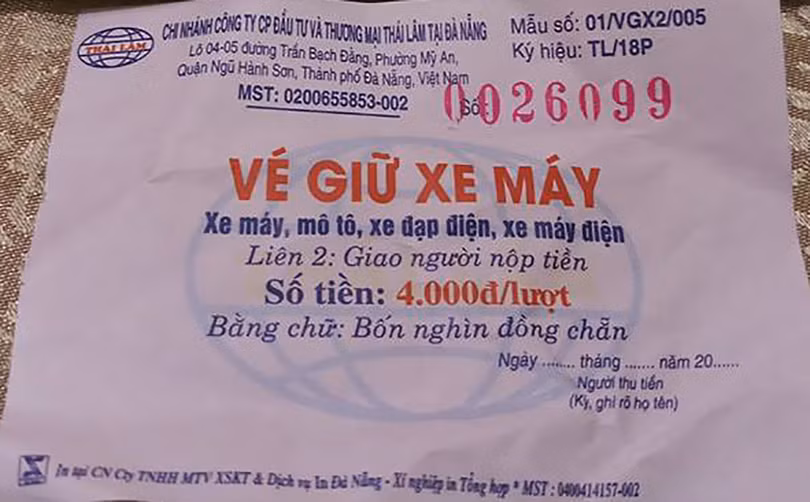 THAI LÂM
CHI NHÁNH CÔNG TY CP ĐẦU TƯ VÀ THƯƠNG MẠI THÁI LÂM TẠI ĐÀ NẴNG
Lô 04-05 đường Trần Bạch Đằng, Phường Mỹ An,
Quận Ngũ Hành Sơn, Thành phố Đà Nẵng, Việt Nam
MST: 0200655853-002
Mẫu số: 01/VGX2/005
Ký hiệu: TL/18P
Số: 0026099
VÉ GIỮ XE MÁY
Xe máy, mô tô, xe đạp điện, xe máy điện
Liên 2: Giao người nộp tiền
Số tiền: 4.000đ/lượt
Bằng chữ: Bốn nghìn đồng chẵn
Ngày ........ tháng ....... năm 20......
Người thu tiền
(Ký, ghi rõ họ tên)
In tại CN Cty TNHH MTV XSKT & Dịch vụ In Đà Nẵng - Xí nghiệp in Tổng hợp * MST : 0400414157-002